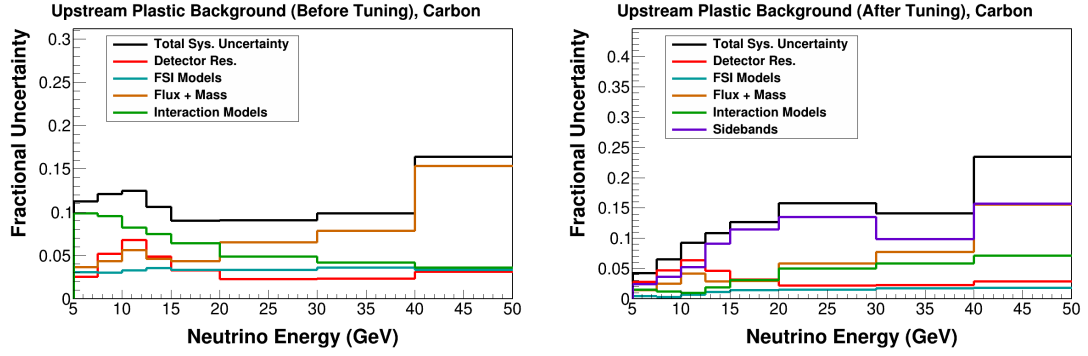 Upstream Plastic Background (Before Tuning), Carbon
Fractional Uncertainty
0.3
0.25
0.2
0.15
0.1
0.05
0
Total Sys. Uncertainty
Detector Res.
FSI Models
Flux + Mass
Interaction Models
5 10 15 20 25 30 35 40 45 50
Neutrino Energy (GeV)
Upstream Plastic Background (After Tuning), Carbon
Fractional Uncertainty
0.4
0.35
0.3
0.25
0.2
0.15
0.1
0.05
0
Total Sys. Uncertainty
Detector Res.
FSI Models
Flux + Mass
Interaction Models
Sidebands
5 10 15 20 25 30 35 40 45 50
Neutrino Energy (GeV)